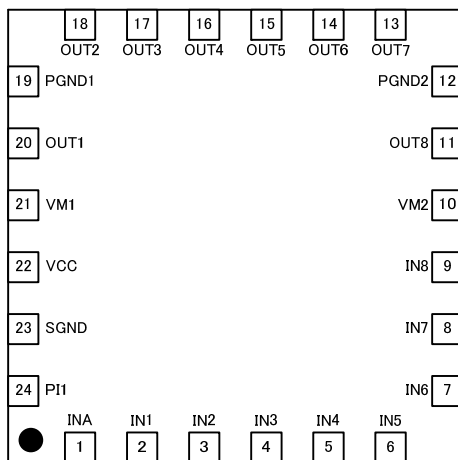 18 17 16 15 14 13
OUT2 OUT3 OUT4 OUT5 OUT6 OUT7
19 PGND1 PGND2 12
20 OUT1 OUT8 11
21 VM1 VM2 10
22 VCC IN8 9
23 SGND IN7 8
24 PI1 IN6 7
INA IN1 IN2 IN3 IN4 IN5
1 2 3 4 5 6